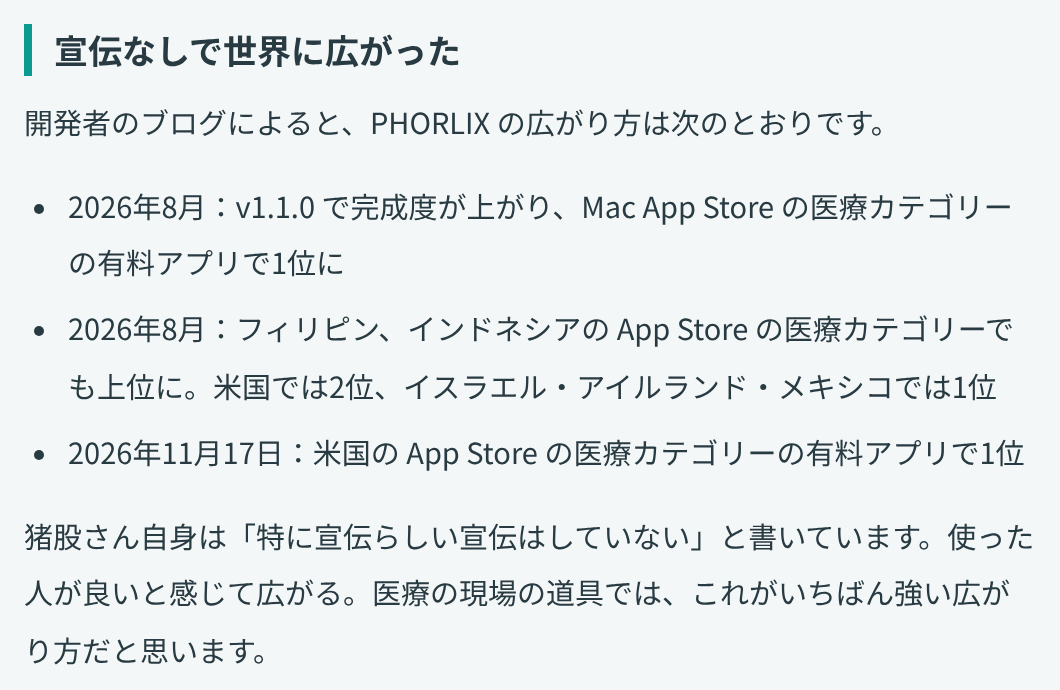 宣伝なしで世界に広がった
開発者のブログによると、PHORLIX の広がり方は次のとおりです。
• 2026年8月：v1.1.0 で完成度が上がり、Mac App Store の医療カテゴリー
の有料アプリで1位に
• 2026年8月：フィリピン、インドネシアの App Store の医療カテゴリーで
も上位に。米国では2位、イスラエル・アイルランド・メキシコでは1位
• 2026年11月17日：米国の App Store の医療カテゴリーの有料アプリで1位
猪股さん自身は「特に宣伝らしい宣伝はしていない」と書いています。使った
人が良いと感じて広がる。医療の現場の道具では、これがいちばん強い広が
り方だと思います。